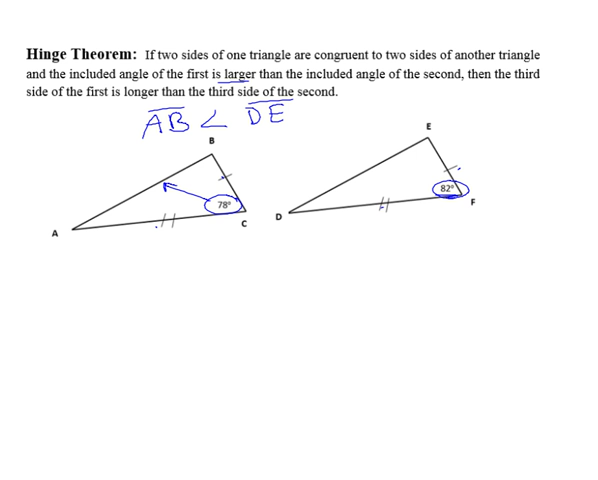 Hinge Theorem: If two sides of one triangle are congruent to two sides of another triangle
and the included angle of the first is larger than the included angle of the second, then the third
side of the first is longer than the third side of the second.
AB < DE
B
E
78°
82°
A
C
D
F